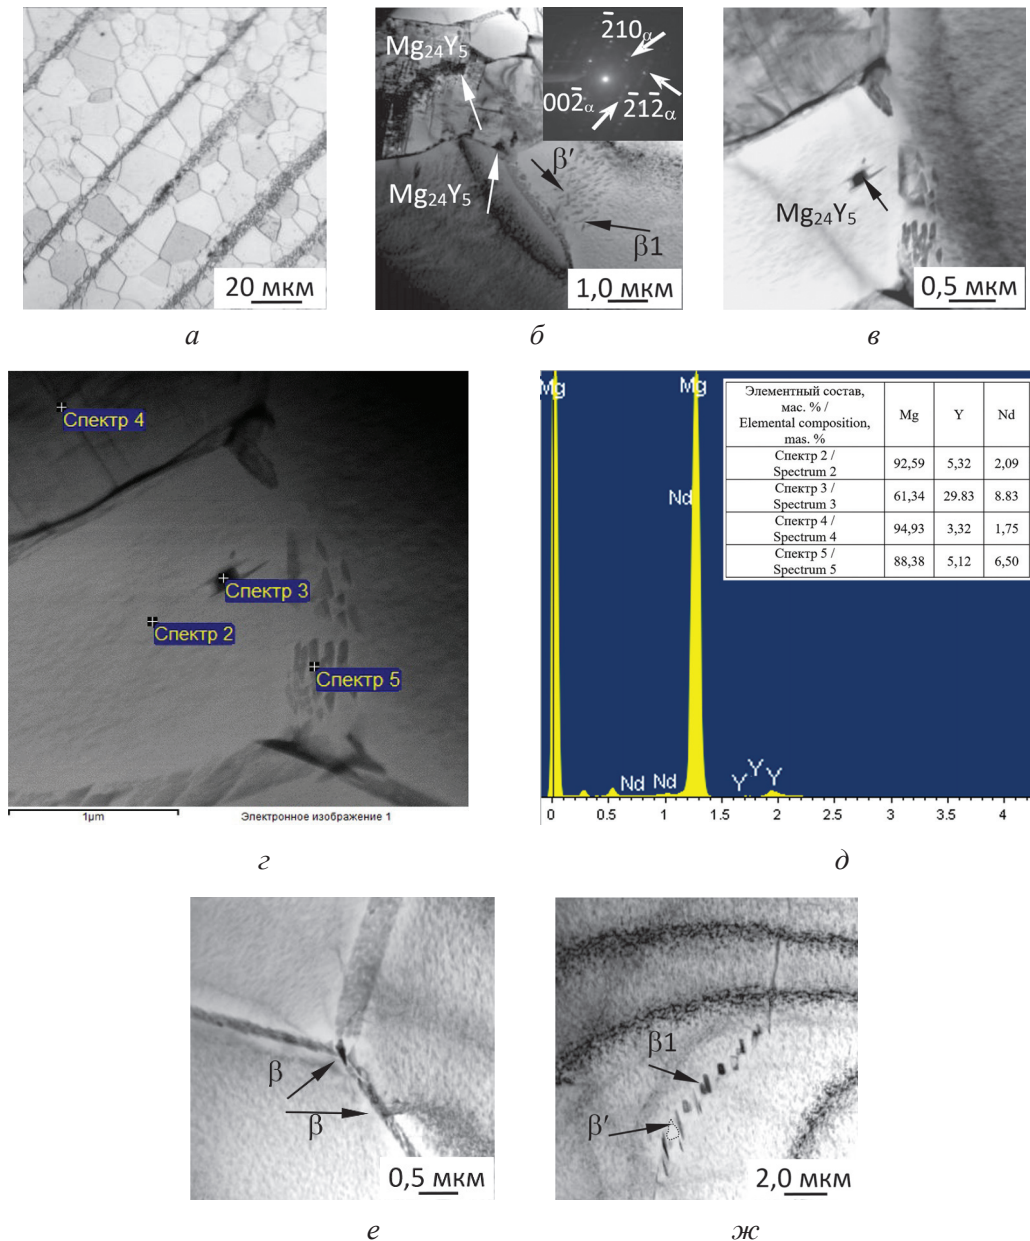 20 мкм
а
Mg24Y5
Mg24Y5
2̅10α
002̅α
2̅12̅α
β′
β1
1,0 мкм
б
Mg24Y5
0,5 мкм
в
Спектр 4
Спектр 3
Спектр 2
Спектр 5
1µm
Электронное изображение 1
г
Mg
Mg
Nd
Nd
Nd
Y
Y
Y
0 0.5 1 1.5 2 2.5 3 3.5 4
Элементный состав,
мас. % /
Elemental composition,
mas. %
Mg Y Nd
Спектр 2 /
Spectrum 2
92,59 5,32 2,09
Спектр 3 /
Spectrum 3
61,34 29.83 8.83
Спектр 4 /
Spectrum 4
94,93 3,32 1,75
Спектр 5 /
Spectrum 5
88,38 5,12 6,50
д
β
β
0,5 мкм
е
β1
β′
2,0 мкм
ж